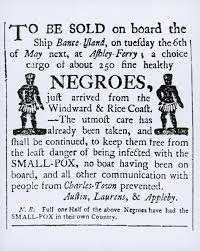 TO BE SOLD on board the
Ship Bance-Island, on tuesday the 6th
of May next, at Ashley-Ferry; a choice
cargo of about 250 fine healthy
NEGROES,
just arrived from the
Windward & Rice Coast.
—The utmost care has
already been taken, and
shall be continued, to keep them free from
the least danger of being infected with the
SMALL-POX, no boat having been on
board, and all other communication with
people from Charles-Town prevented.
Austin, Laurens, & Appleby.
N. B. Full one Half of the above Negroes have had the
SMALL-POX in their own Country.